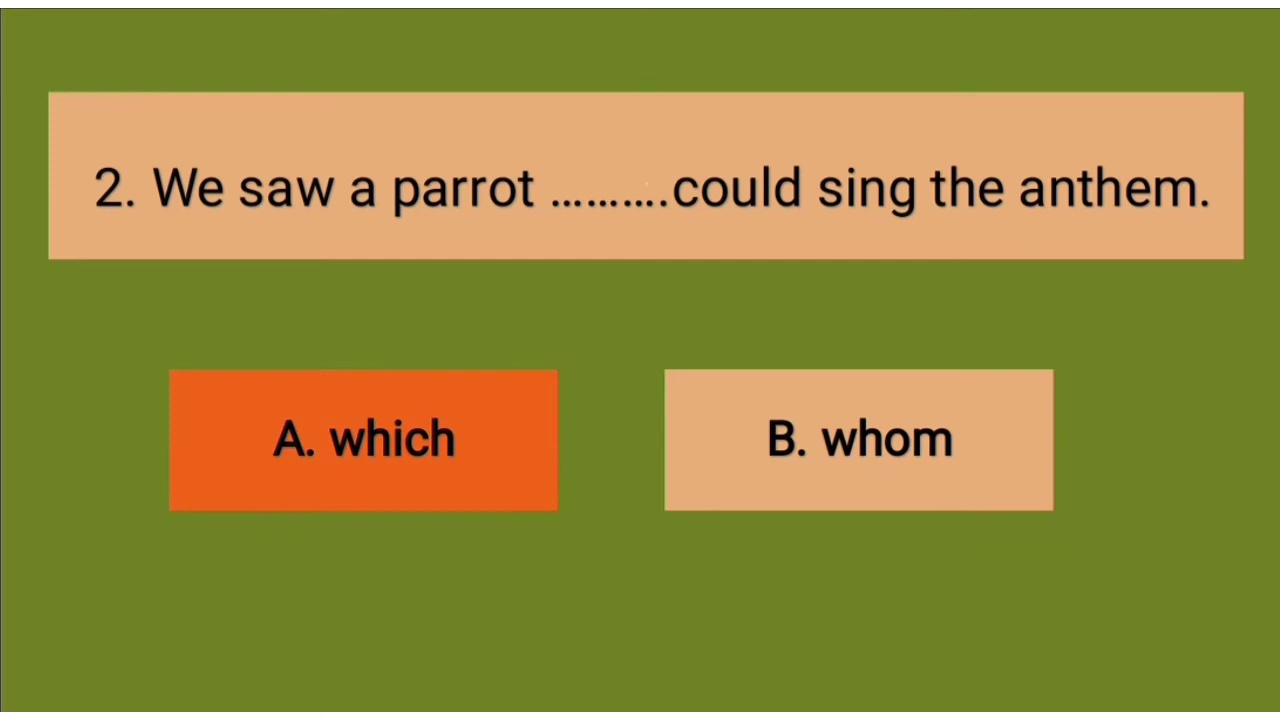 2. We saw a parrot ……….could sing the anthem.
A. which
B. whom